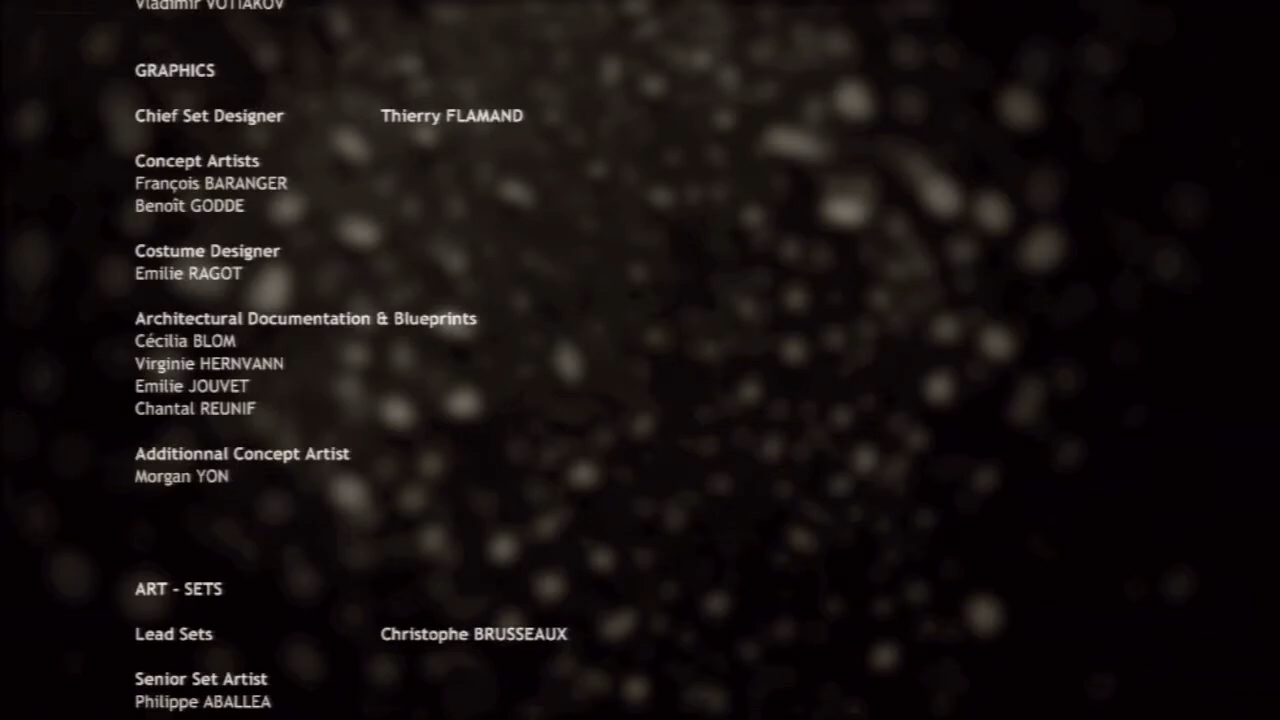 Vladimir VOTIAKOV
GRAPHICS
Chief Set Designer Thierry FLAMAND
Concept Artists
François BARANGER
Benoît GODDE
Costume Designer
Emilie RAGOT
Architectural Documentation & Blueprints
Cécilia BLOM
Virginie HERNVANN
Emilie JOUVET
Chantal REUNIF
Additionnal Concept Artist
Morgan YON
ART - SETS
Lead Sets Christophe BRUSSEAUX
Senior Set Artist
Philippe ABALLEA